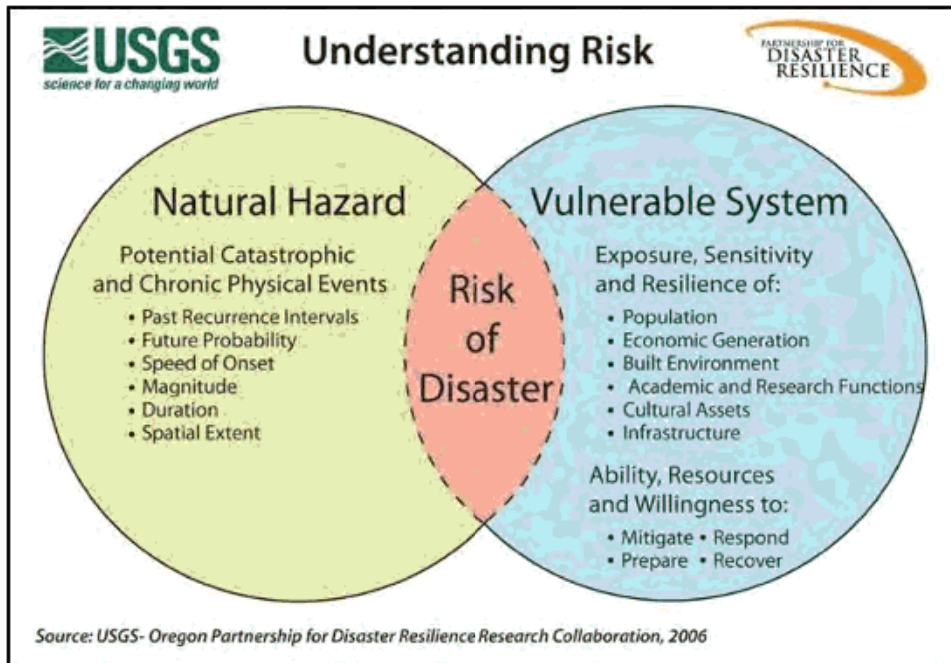 USGS
science for a changing world
Understanding Risk
PARTNERSHIP FOR
DISASTER
RESILIENCE
Natural Hazard
Potential Catastrophic
and Chronic Physical Events
• Past Recurrence Intervals
• Future Probability
• Speed of Onset
• Magnitude
• Duration
• Spatial Extent
Risk
of
Disaster
Vulnerable System
Exposure, Sensitivity
and Resilience of:
• Population
• Economic Generation
• Built Environment
• Academic and Research Functions
• Cultural Assets
• Infrastructure
Ability, Resources
and Willingness to:
• Mitigate • Respond
• Prepare • Recover
Source: USGS- Oregon Partnership for Disaster Resilience Research Collaboration, 2006